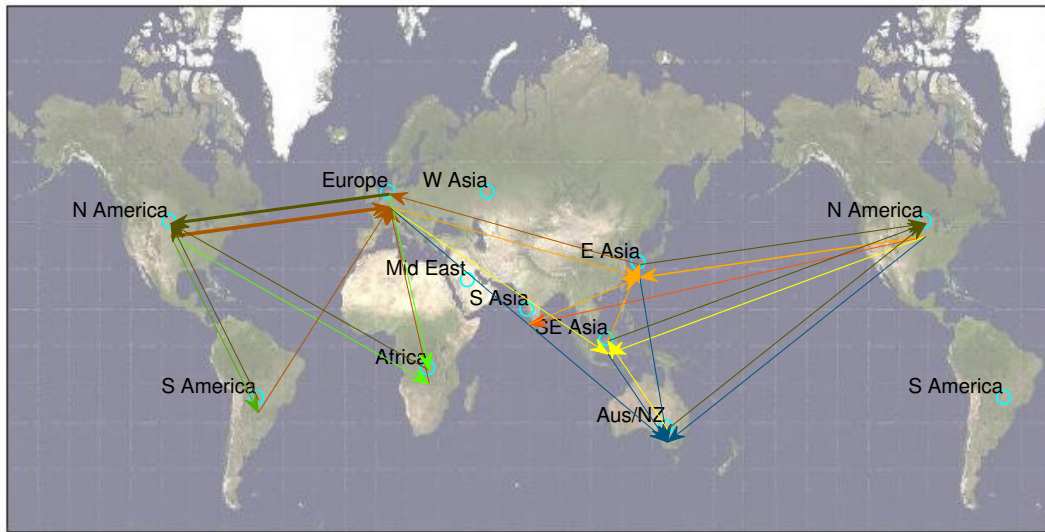 Europe
W Asia
N America
N America
E Asia
Mid East
S Asia
SE Asia
Africa
S America
S America
Aus/NZ